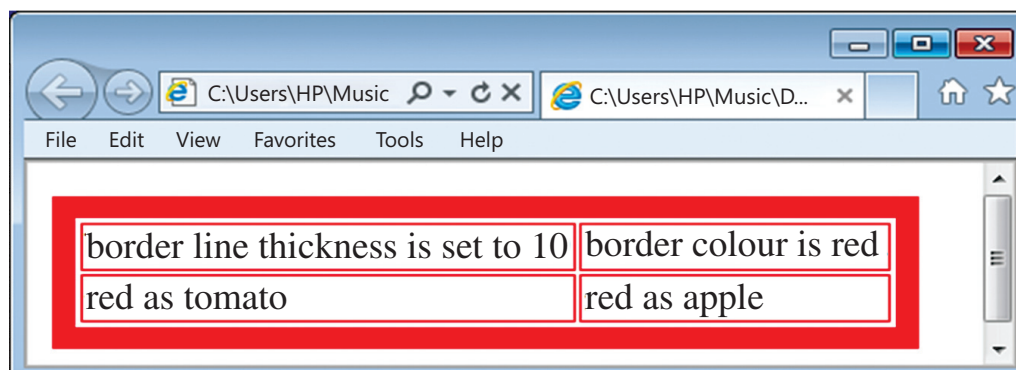 C:\Users\HP\Music
C:\Users\HP\Music\D...
File Edit View Favorites Tools Help
border line thickness is set to 10 border colour is red
red as tomato red as apple